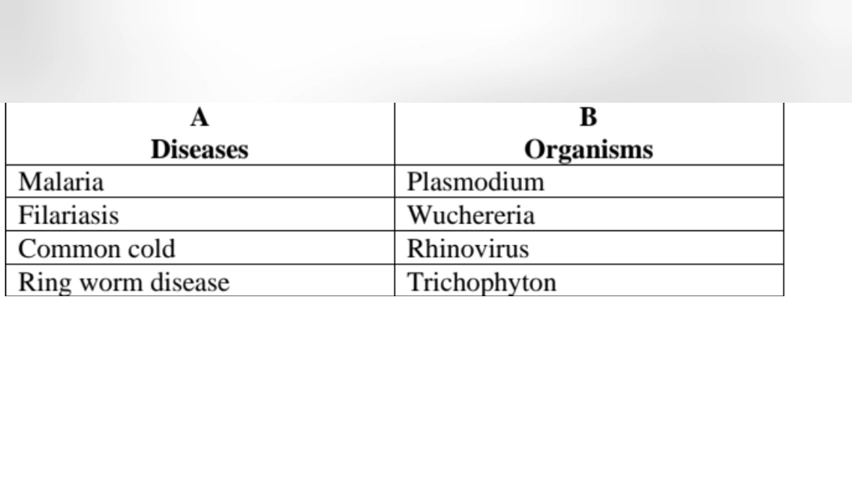 A B
Diseases Organisms
Malaria Plasmodium
Filariasis Wuchereria
Common cold Rhinovirus
Ring worm disease Trichophyton